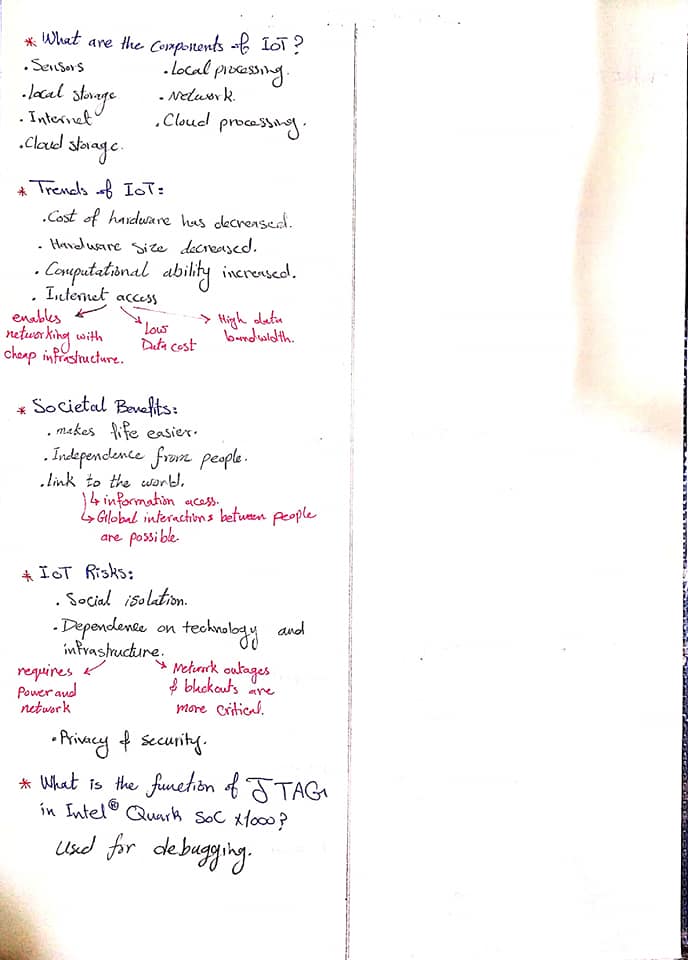 * What are the components of IoT?
• Sensors • Local processing.
• local storage • Network.
• Internet • Cloud processing.
• Cloud storage.
* Trends of IoT:
• Cost of hardware has decreased.
• Hardware size decreased.
• Computational ability increased.
• Internet access
enables networking with cheap infrastructure.
Low Data cost
High data bandwidth.
* Societal Benefits:
• makes life easier.
• Independence from people.
• link to the world.
↳ information acess.
↳ Global interactions between people
are possible.
* IoT Risks:
• Social isolation.
• Dependence on technology and
infrastructure.
requires
Power and
network
Network outages
& blackouts are
more critical.
• Privacy & security.
* What is the function of JTAG
in Intel® Quark SoC x1000?
Used for debugging.